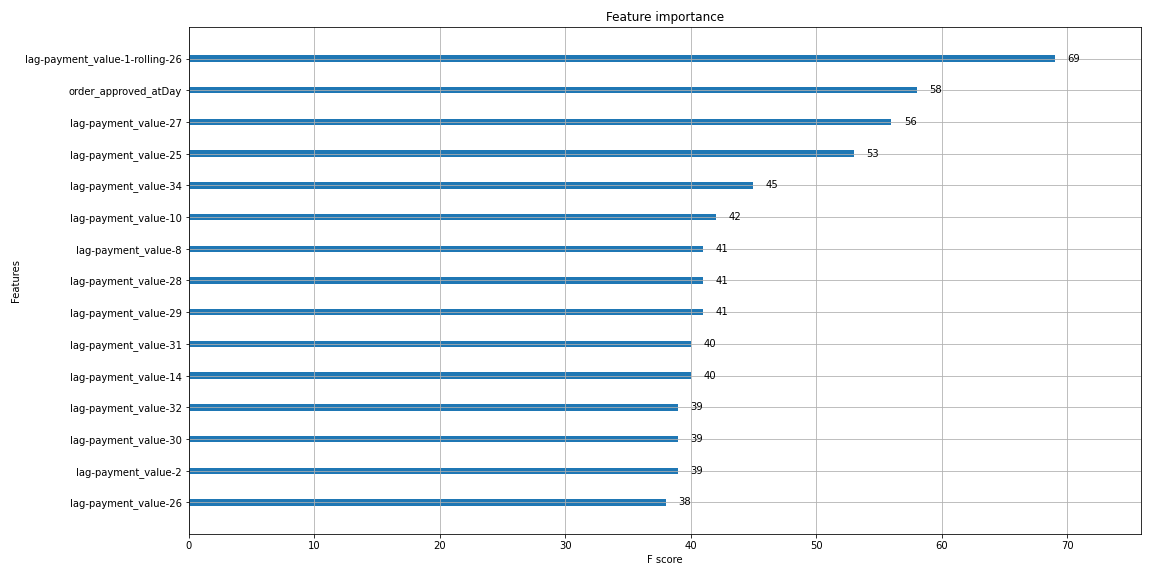 Feature importance
Features
lag-payment_value-1-rolling-26 69
order_approved_atDay 58
lag-payment_value-27 56
lag-payment_value-25 53
lag-payment_value-34 45
lag-payment_value-10 42
lag-payment_value-8 41
lag-payment_value-28 41
lag-payment_value-29 41
lag-payment_value-31 40
lag-payment_value-14 40
lag-payment_value-32 39
lag-payment_value-30 39
lag-payment_value-2 39
lag-payment_value-26 38
0 10 20 30 40 50 60 70
F score